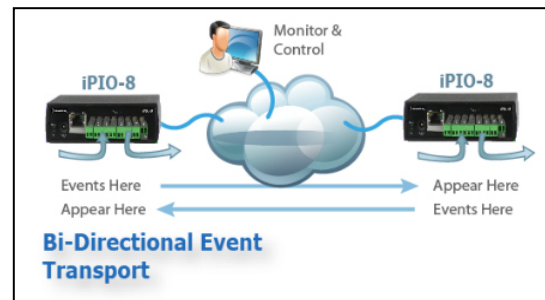 Monitor &
Control
iPIO-8
iPIO-8
Events Here
Appear Here
Appear Here
Events Here
Bi-Directional Event
Transport